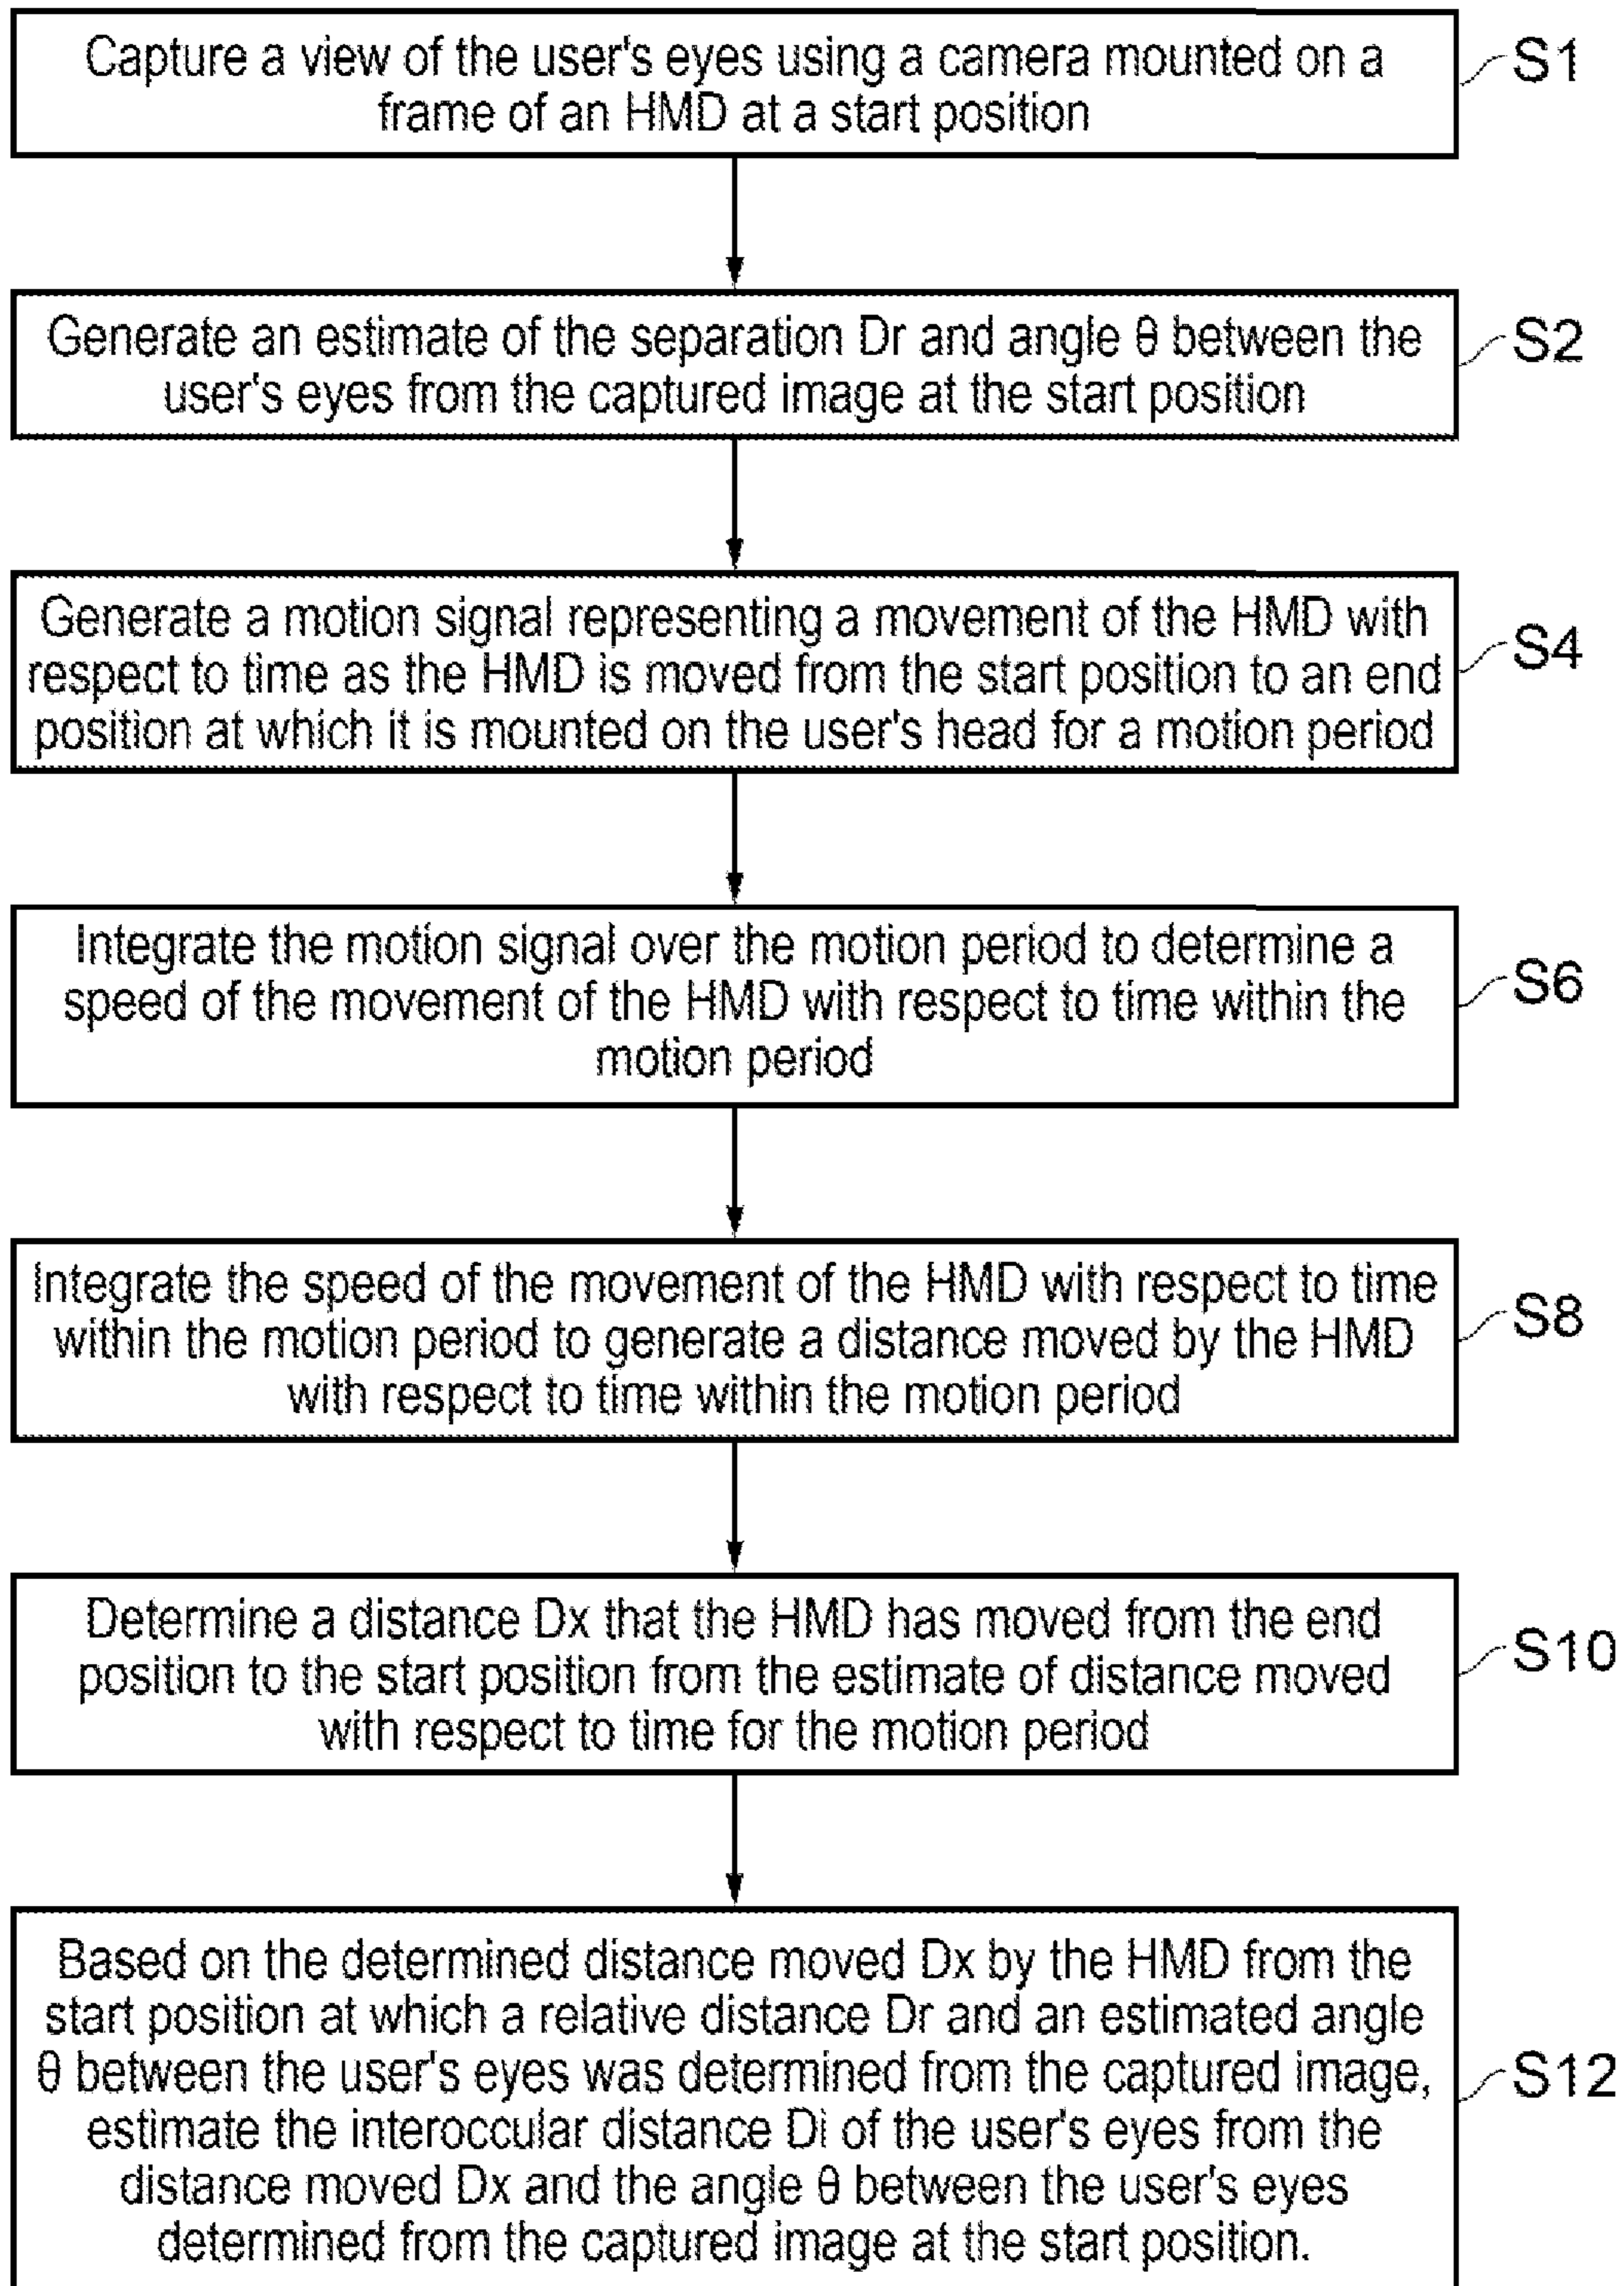 Capture a view of the user's eyes using a camera mounted on a
frame of an HMD at a start position
S1
Generate an estimate of the separation Dr and angle θ between the
user's eyes from the captured image at the start position
S2
Generate a motion signal representing a movement of the HMD with
respect to time as the HMD is moved from the start position to an end
position at which it is mounted on the user's head for a motion period
S4
Integrate the motion signal over the motion period to determine a
speed of the movement of the HMD with respect to time within the
motion period
S6
Integrate the speed of the movement of the HMD with respect to time
within the motion period to generate a distance moved by the HMD
with respect to time within the motion period
S8
Determine a distance Dx that the HMD has moved from the end
position to the start position from the estimate of distance moved
with respect to time for the motion period
S10
Based on the determined distance moved Dx by the HMD from the
start position at which a relative distance Dr and an estimated angle
θ between the user's eyes was determined from the captured image,
estimate the interoccular distance Di of the user's eyes from the
distance moved Dx and the angle θ between the user's eyes
determined from the captured image at the start position.
S12